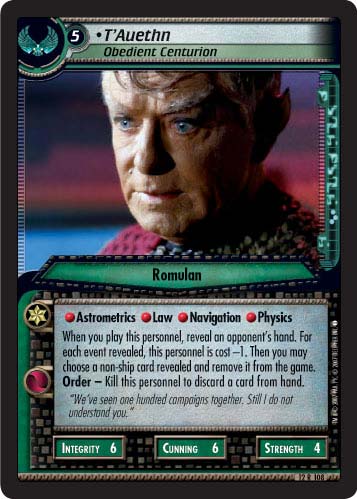 5
•T'Auethn
Obedient Centurion
Romulan
Astrometrics Law Navigation Physics
When you play this personnel, reveal an opponent's hand. For
each event revealed, this personnel is cost –1. Then you may
choose a non-ship card revealed and remove it from the game.
Order – Kill this personnel to discard a card from hand.
"We've seen one hundred campaigns together. Still I do not
understand you."
INTEGRITY 6 CUNNING 6 STRENGTH 4
12 R 108